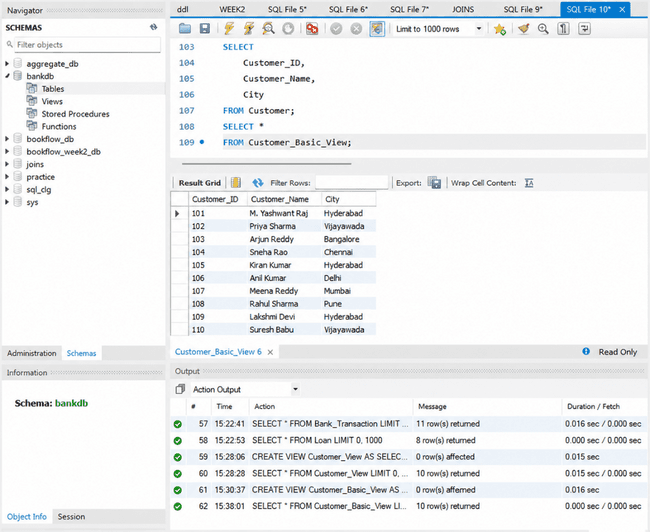 Navigator
SCHEMAS
Filter objects
aggregate_db
bankdb
Tables
Views
Stored Procedures
Functions
bookflow_db
bookflow_week2_db
joins
practice
sql_clg
sys
Administration Schemas
Information
Schema: bankdb
Object Info Session
ddl WEEK2 SQL File 5* SQL File 6* SQL File 7* JOINS SQL File 9* SQL File 10*
Limit to 1000 rows
103 SELECT
104 Customer_ID,
105 Customer_Name,
106 City
107 FROM Customer;
108 SELECT *
109 FROM Customer_Basic_View;
Result Grid Filter Rows: Export: Wrap Cell Content:
Customer_ID Customer_Name City
101 M. Yashwant Raj Hyderabad
102 Priya Sharma Vijayawada
103 Arjun Reddy Bangalore
104 Sneha Rao Chennai
105 Kiran Kumar Hyderabad
106 Anil Kumar Delhi
107 Meena Reddy Mumbai
108 Rahul Sharma Pune
109 Lakshmi Devi Hyderabad
110 Suresh Babu Vijayawada
Customer_Basic_View 6 Read Only
Output
Action Output
# Time Action Message Duration / Fetch
57 15:22:41 SELECT * FROM Bank_Transaction LIMIT ... 11 row(s) returned 0.016 sec / 0.000 sec
58 15:22:53 SELECT * FROM Loan LIMIT 0, 1000 8 row(s) returned 0.000 sec / 0.000 sec
59 15:28:06 CREATE VIEW Customer_View AS SELEC... 0 row(s) affected 0.015 sec
60 15:28:28 SELECT * FROM Customer_View LIMIT 0, ... 10 row(s) returned 0.000 sec / 0.000 sec
61 15:30:37 CREATE VIEW Customer_Basic_View AS ... 0 row(s) afferned 0.016 sec
62 15:38:01 SELECT * FROM Customer_Basic_View LI... 10 row(s) returned 0.000 sec / 0.000 sec